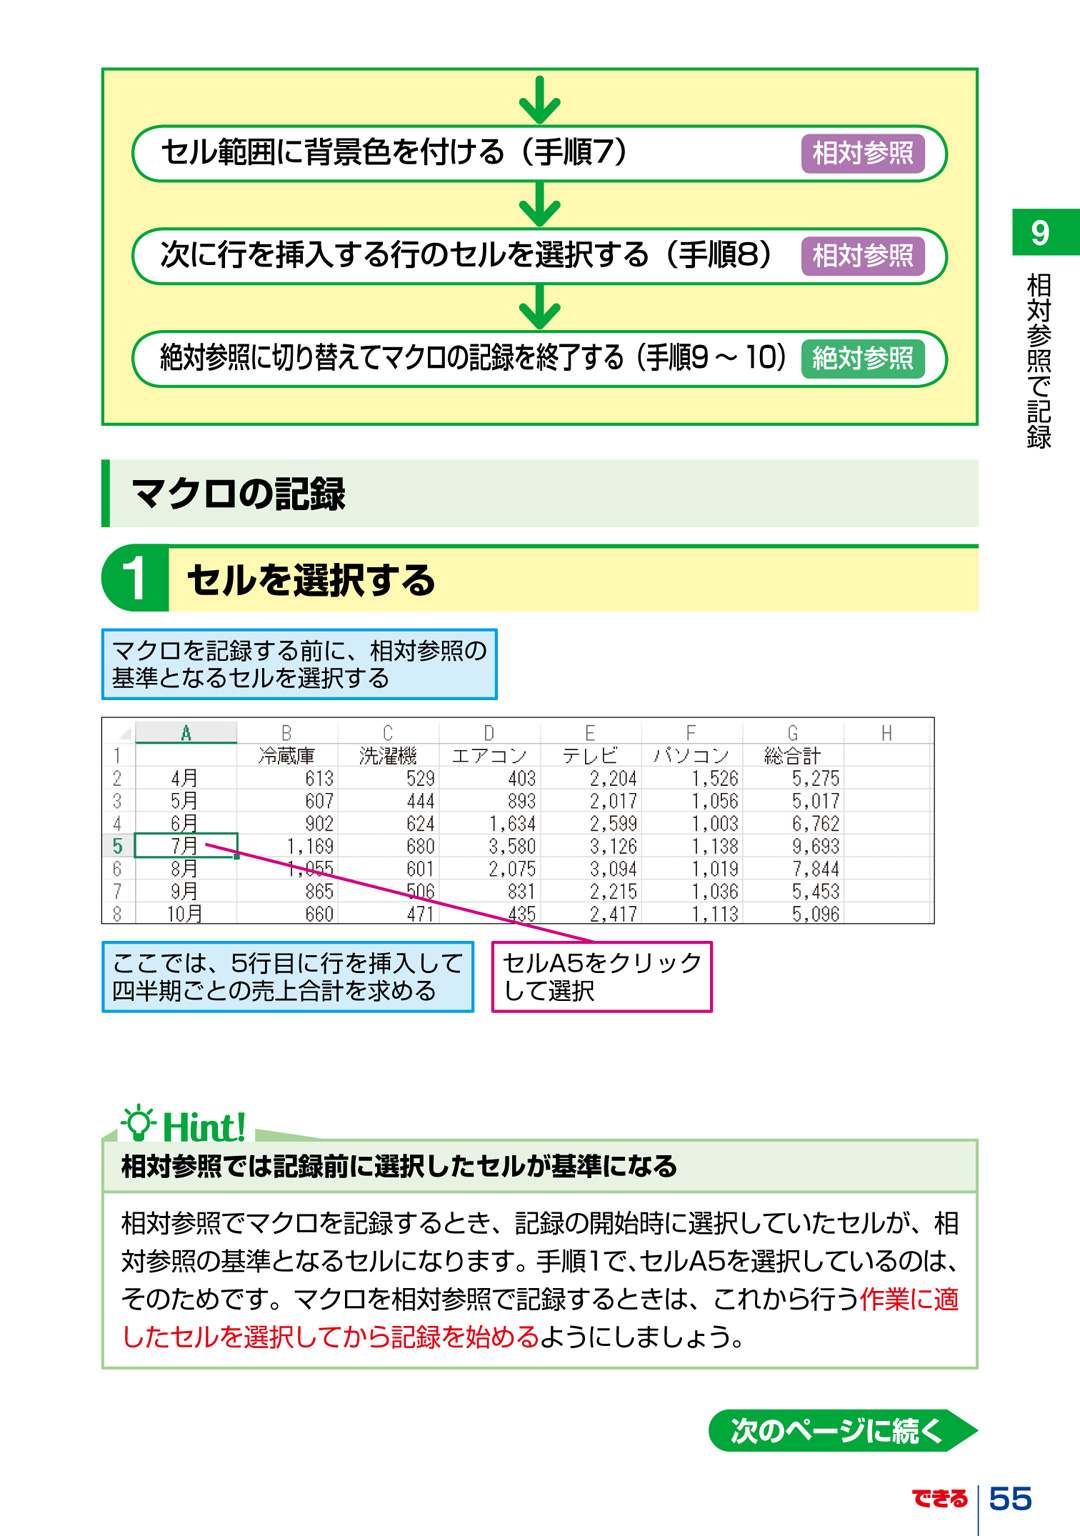 セル範囲に背景色を付ける（手順7） 相対参照
次に行を挿入する行のセルを選択する（手順8） 相対参照
絶対参照に切り替えてマクロの記録を終了する（手順9～10） 絶対参照
9
相対参照で記録
マクロの記録
1 セルを選択する
マクロを記録する前に、相対参照の
基準となるセルを選択する
A B C D E F G H
1 冷蔵庫 洗濯機 エアコン テレビ パソコン 総合計
2 4月 613 529 403 2,204 1,526 5,275
3 5月 607 444 893 2,017 1,056 5,017
4 6月 902 624 1,634 2,599 1,003 6,762
5 7月 1,169 680 3,580 3,126 1,138 9,693
6 8月 1,055 601 2,075 3,094 1,019 7,844
7 9月 865 506 831 2,215 1,036 5,453
8 10月 660 471 435 2,417 1,113 5,096
ここでは、5行目に行を挿入して
四半期ごとの売上合計を求める
セルA5をクリック
して選択
Hint!
相対参照では記録前に選択したセルが基準になる
相対参照でマクロを記録するとき、記録の開始時に選択していたセルが、相
対参照の基準となるセルになります。手順1で、セルA5を選択しているのは、
そのためです。マクロを相対参照で記録するときは、これから行う作業に適
したセルを選択してから記録を始めるようにしましょう。
次のページに続く
できる 55